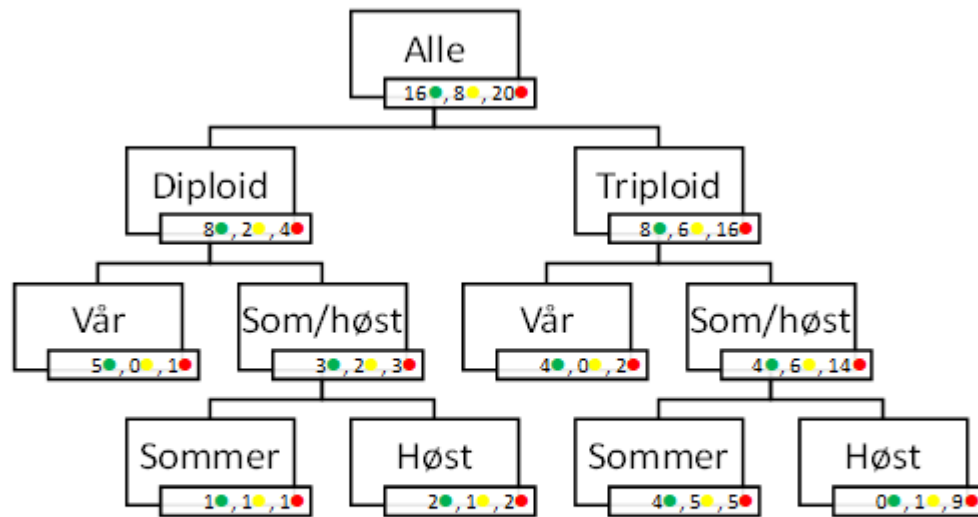 Alle
16, 8, 20
Diploid
8, 2, 4
Triploid
8, 6, 16
Vår
5, 0, 1
Som/høst
3, 2, 3
Vår
4, 0, 2
Som/høst
4, 6, 14
Sommer
1, 1, 1
Høst
2, 1, 2
Sommer
4, 5, 5
Høst
0, 1, 9